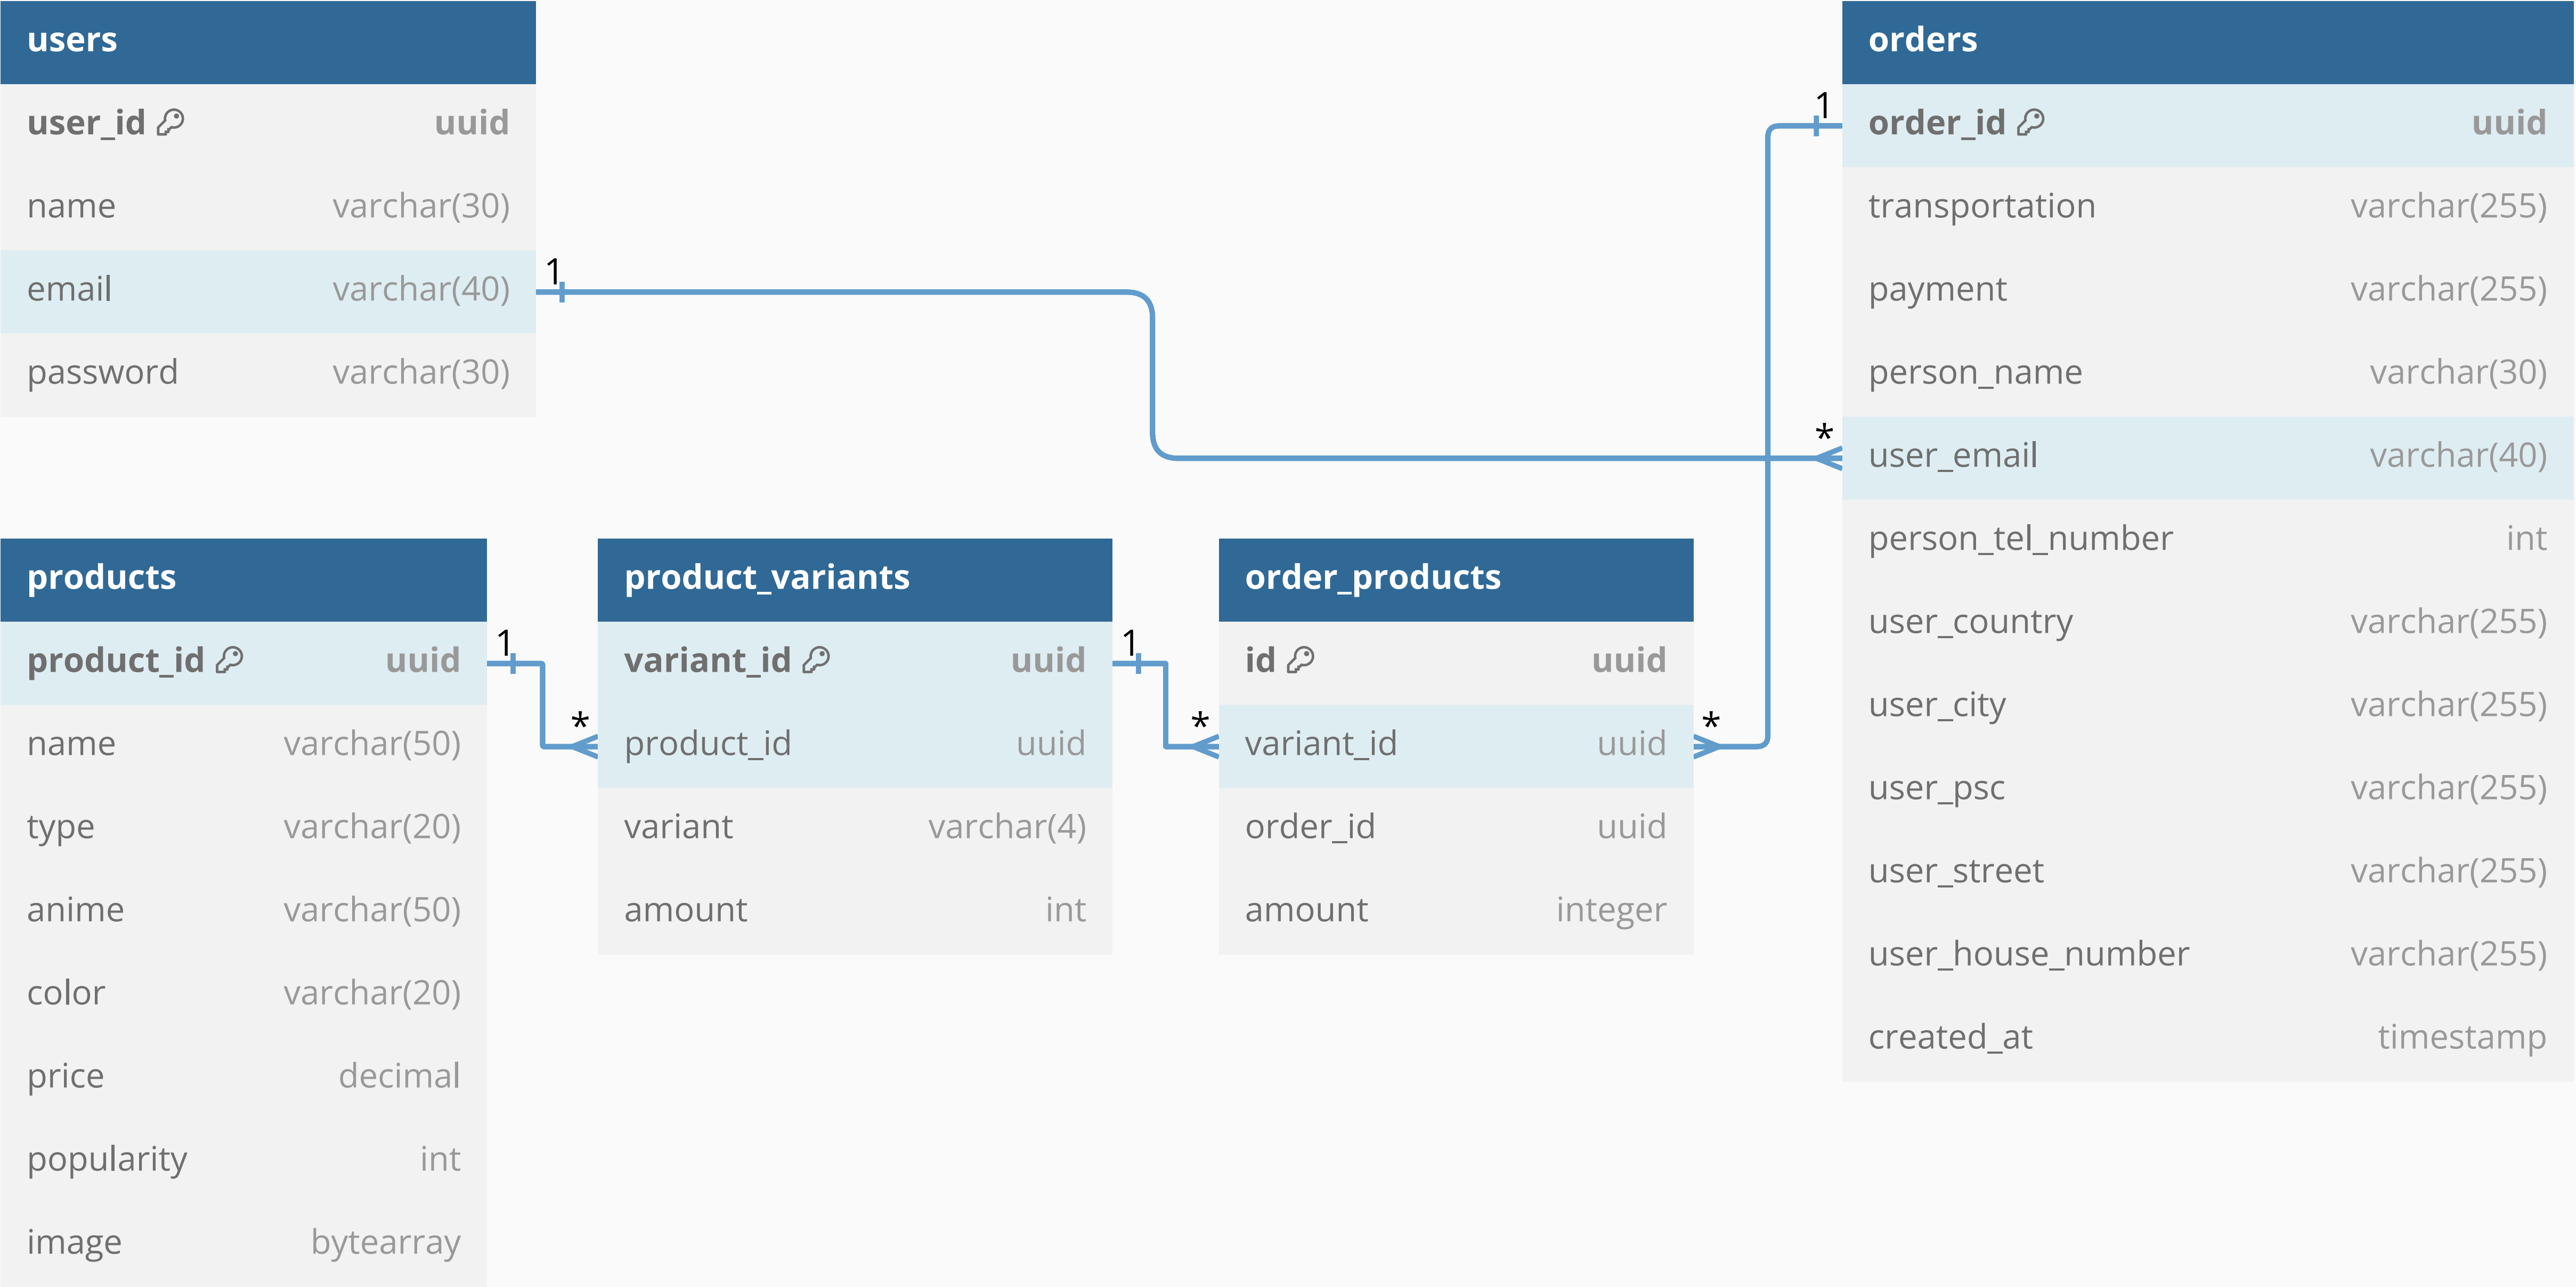 users
user_id uuid
name varchar(30)
email varchar(40)
password varchar(30)
1
*
orders
order_id uuid
transportation varchar(255)
payment varchar(255)
person_name varchar(30)
user_email varchar(40)
person_tel_number int
user_country varchar(255)
user_city varchar(255)
user_psc varchar(255)
user_street varchar(255)
user_house_number varchar(255)
created_at timestamp
1
*
products
product_id uuid
name varchar(50)
type varchar(20)
anime varchar(50)
color varchar(20)
price decimal
popularity int
image bytearray
1
*
product_variants
variant_id uuid
product_id uuid
variant varchar(4)
amount int
1
*
order_products
id uuid
variant_id uuid
order_id uuid
amount integer